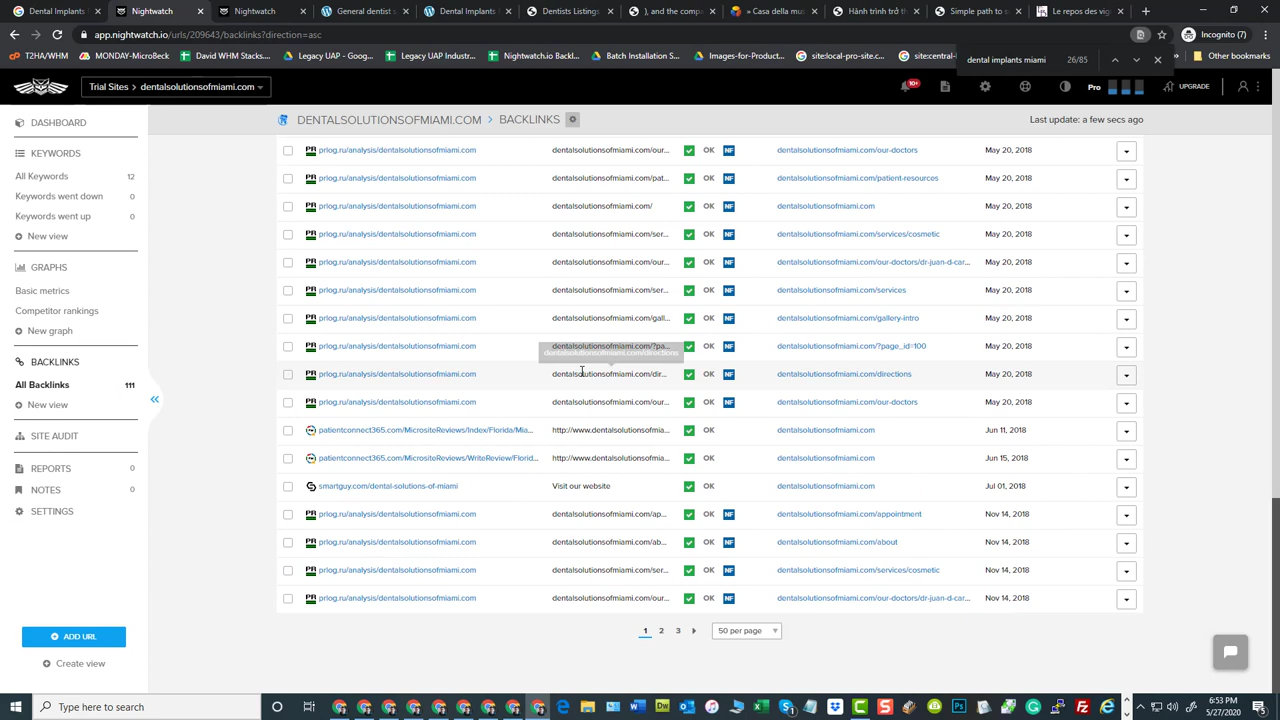 Dental Implants in
Dental Solutions
Dental Solutions
Dentists Website
), and the compl
« Casa della mus
Hành trình từ
), and the comp
Simple path to s
Le repos des vig
app.nightwatch.io/urls/209643/backlinks?direction=asc
Incognito (7)
T2HA/WHM
MONDAY -MonroBeck
David WHM Stacks...
Legacy UAP - Goog...
Legacy Industry
Nightwatch Backlin
Batch Installation
Images-for-Product...
sitelocal-pro-site.c...
sitecentral-
Other bookmarks
dental implants miami 26/85
Trial Sites > dentalsolutionsofmiami.com
10+
Pro
UPGRADE
DENTALSOLUTIONSOFMIAMI.COM > BACKLINKS
Last update: a few secs ago
DASHBOARD
KEYWORDS
All Keywords 12
Keywords went down 0
Keywords went up 0
New view
GRAPHS
Basic metrics
Competitor rankings
New graph
BACKLINKS
All Backlinks 111
New view
SITE AUDIT
REPORTS 0
NOTES 0
SETTINGS
ADD URL
Create view
prlog.ru/analysis/dentalsolutionsofmiami.com dentalsolutionsofmiami.com/our... OK NF dentalsolutionsofmiami.com/our-doctors May 20, 2018
prlog.ru/analysis/dentalsolutionsofmiami.com dentalsolutionsofmiami.com/pat... OK NF dentalsolutionsofmiami.com/patient-resources May 20, 2018
prlog.ru/analysis/dentalsolutionsofmiami.com dentalsolutionsofmiami.com/ OK NF dentalsolutionsofmiami.com May 20, 2018
prlog.ru/analysis/dentalsolutionsofmiami.com dentalsolutionsofmiami.com/ser... OK NF dentalsolutionsofmiami.com/services/cosmetic May 20, 2018
prlog.ru/analysis/dentalsolutionsofmiami.com dentalsolutionsofmiami.com/our... OK NF dentalsolutionsofmiami.com/our-doctors/dr-juan-d-car... May 20, 2018
prlog.ru/analysis/dentalsolutionsofmiami.com dentalsolutionsofmiami.com/ser... OK NF dentalsolutionsofmiami.com/services May 20, 2018
prlog.ru/analysis/dentalsolutionsofmiami.com dentalsolutionsofmiami.com/gall... OK NF dentalsolutionsofmiami.com/gallery-intro May 20, 2018
prlog.ru/analysis/dentalsolutionsofmiami.com dentalsolutionsofmiami.com/?pa... OK NF dentalsolutionsofmiami.com/?page_id=100 May 20, 2018
dentalsolutionsofmiami.com/directions
prlog.ru/analysis/dentalsolutionsofmiami.com dentalsolutionsofmiami.com/dir... OK NF dentalsolutionsofmiami.com/directions May 20, 2018
prlog.ru/analysis/dentalsolutionsofmiami.com dentalsolutionsofmiami.com/our... OK NF dentalsolutionsofmiami.com/our-doctors May 20, 2018
patientconnect365.com/MicrositeReviews/Index/Florida/Mia... http://www.dentalsolutionsofmia... OK dentalsolutionsofmiami.com Jun 11, 2018
patientconnect365.com/MicrositeReviews/WriteReview/Florid... http://www.dentalsolutionsofmia... OK dentalsolutionsofmiami.com Jun 15, 2018
smartguy.com/dental-solutions-of-miami Visit our website OK dentalsolutionsofmiami.com Jul 01, 2018
prlog.ru/analysis/dentalsolutionsofmiami.com dentalsolutionsofmiami.com/ap... OK NF dentalsolutionsofmiami.com/appointment Nov 14, 2018
prlog.ru/analysis/dentalsolutionsofmiami.com dentalsolutionsofmiami.com/ab... OK NF dentalsolutionsofmiami.com/about Nov 14, 2018
prlog.ru/analysis/dentalsolutionsofmiami.com dentalsolutionsofmiami.com/ser... OK NF dentalsolutionsofmiami.com/services/cosmetic Nov 14, 2018
prlog.ru/analysis/dentalsolutionsofmiami.com dentalsolutionsofmiami.com/our... OK NF dentalsolutionsofmiami.com/our-doctors/dr-juan-d-car... Nov 14, 2018
1 2 3 50 per page
Type here to search
6:53 PM
5/27/2020